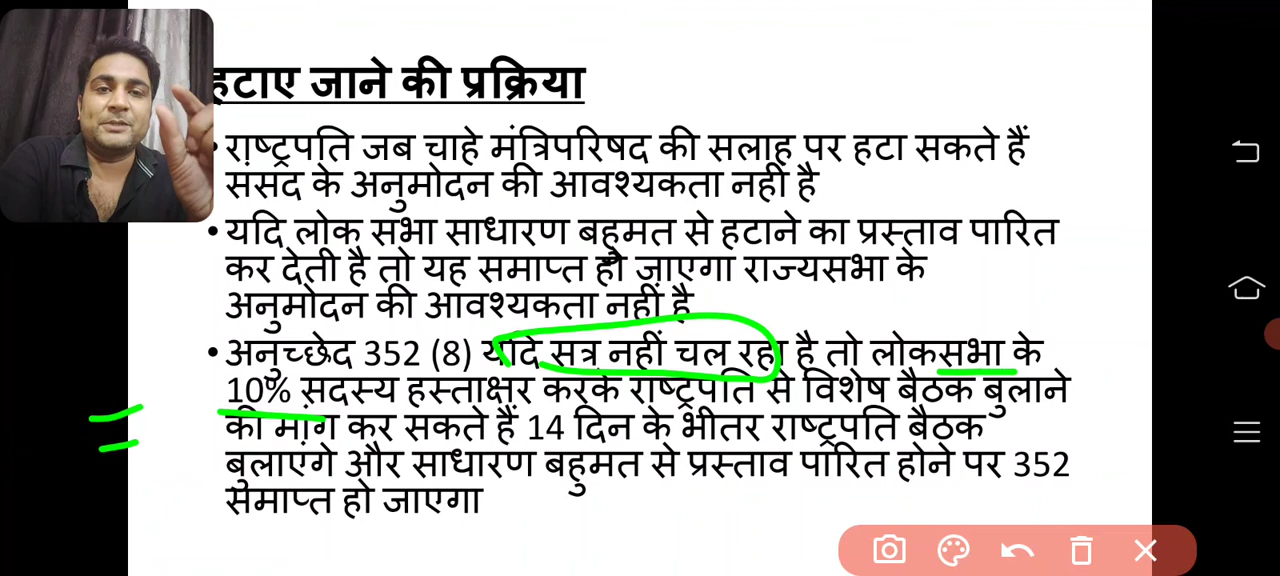 हटाए जाने की प्रक्रिया
• राष्ट्रपति जब चाहे मंत्रिपरिषद की सलाह पर हटा सकते हैं
संसद के अनुमोदन की आवश्यकता नहीं है
• यदि लोक सभा साधारण बहुमत से हटाने का प्रस्ताव पारित
कर देती है तो यह समाप्त हो जाएगा राज्यसभा के
अनुमोदन की आवश्यकता नहीं है
• अनुच्छेद 352 (8) यदि सत्र नहीं चल रहा है तो लोकसभा के
10% सदस्य हस्ताक्षर करके राष्ट्रपति से विशेष बैठक बुलाने
की मांग कर सकते हैं 14 दिन के भीतर राष्ट्रपति बैठक
बुलाएंगे और साधारण बहुमत से प्रस्ताव पारित होने पर 352
समाप्त हो जाएगा